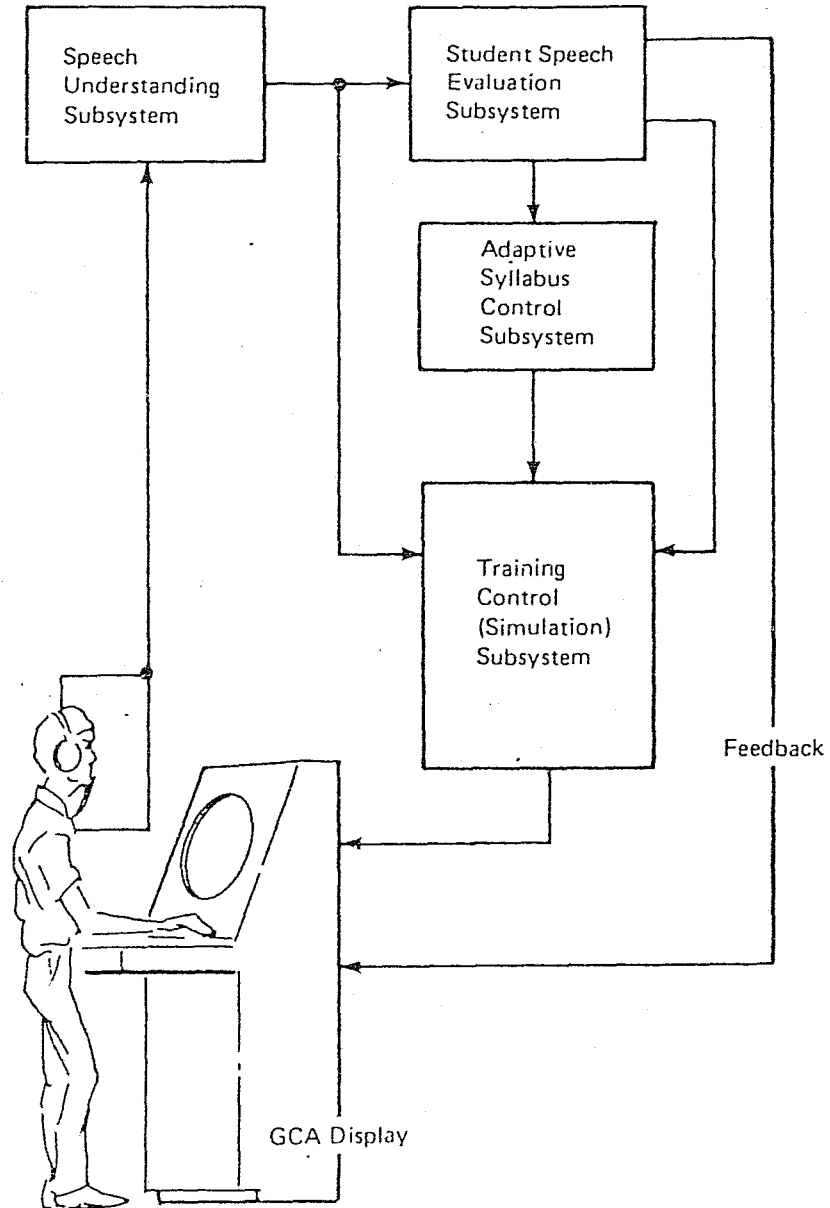 Speech
Understanding
Subsystem
Student Speech
Evaluation
Subsystem
Adaptive
Syllabus
Control
Subsystem
Training
Control
(Simulation)
Subsystem
Feedback
GCA Display